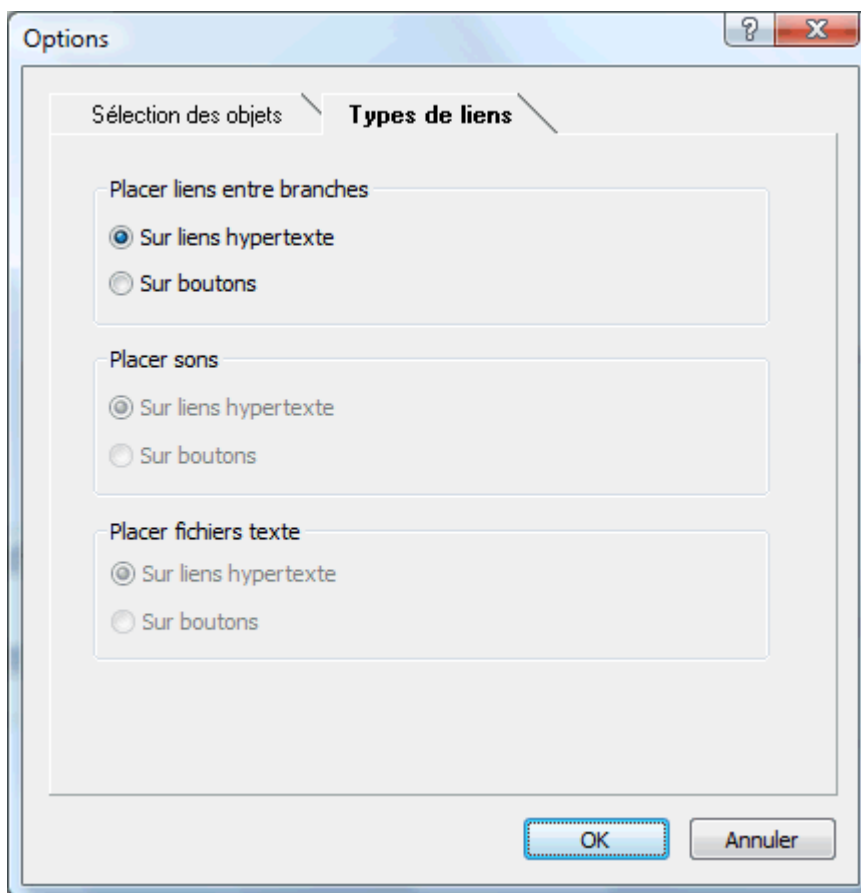 Options
Sélection des objets
Types de liens
Placer liens entre branches
Sur liens hypertexte
Sur boutons
Placer sons
Sur liens hypertexte
Sur boutons
Placer fichiers texte
Sur liens hypertexte
Sur boutons
OK
Annuler